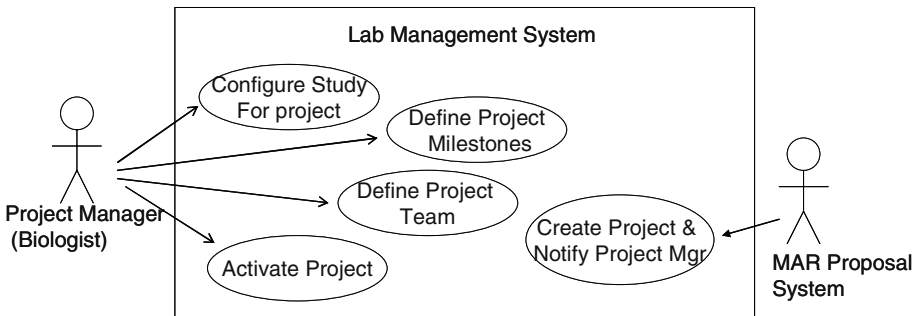 Lab Management System
Configure Study
For project
Define Project
Milestones
Define Project
Team
Activate Project
Create Project &
Notify Project Mgr
Project Manager
(Biologist)
MAR Proposal
System